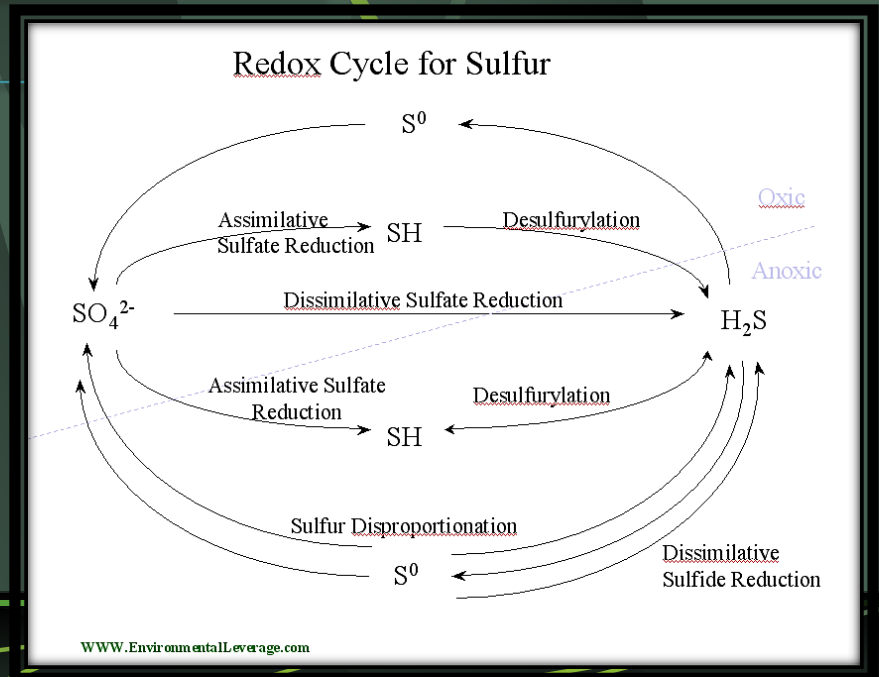 Redox Cycle for Sulfur
S⁰
Oxic
Assimilative
Sulfate Reduction
SH
Desulfurylation
Anoxic
Dissimilative Sulfate Reduction
SO₄²⁻
H₂S
Assimilative Sulfate
Reduction
Desulfurylation
SH
Sulfur Disproportionation
S⁰
Dissimilative
Sulfide Reduction
WWW.EnvironmentalLeverage.com